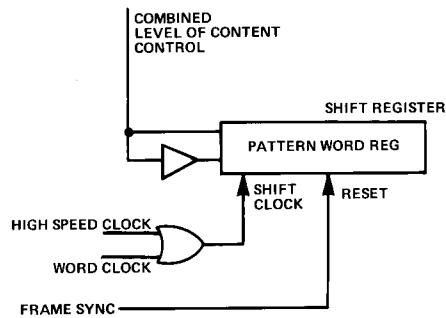 COMBINED
LEVEL OF CONTENT
CONTROL
SHIFT REGISTER
PATTERN WORD REG
SHIFT
CLOCK
RESET
HIGH SPEED CLOCK
WORD CLOCK
FRAME SYNC